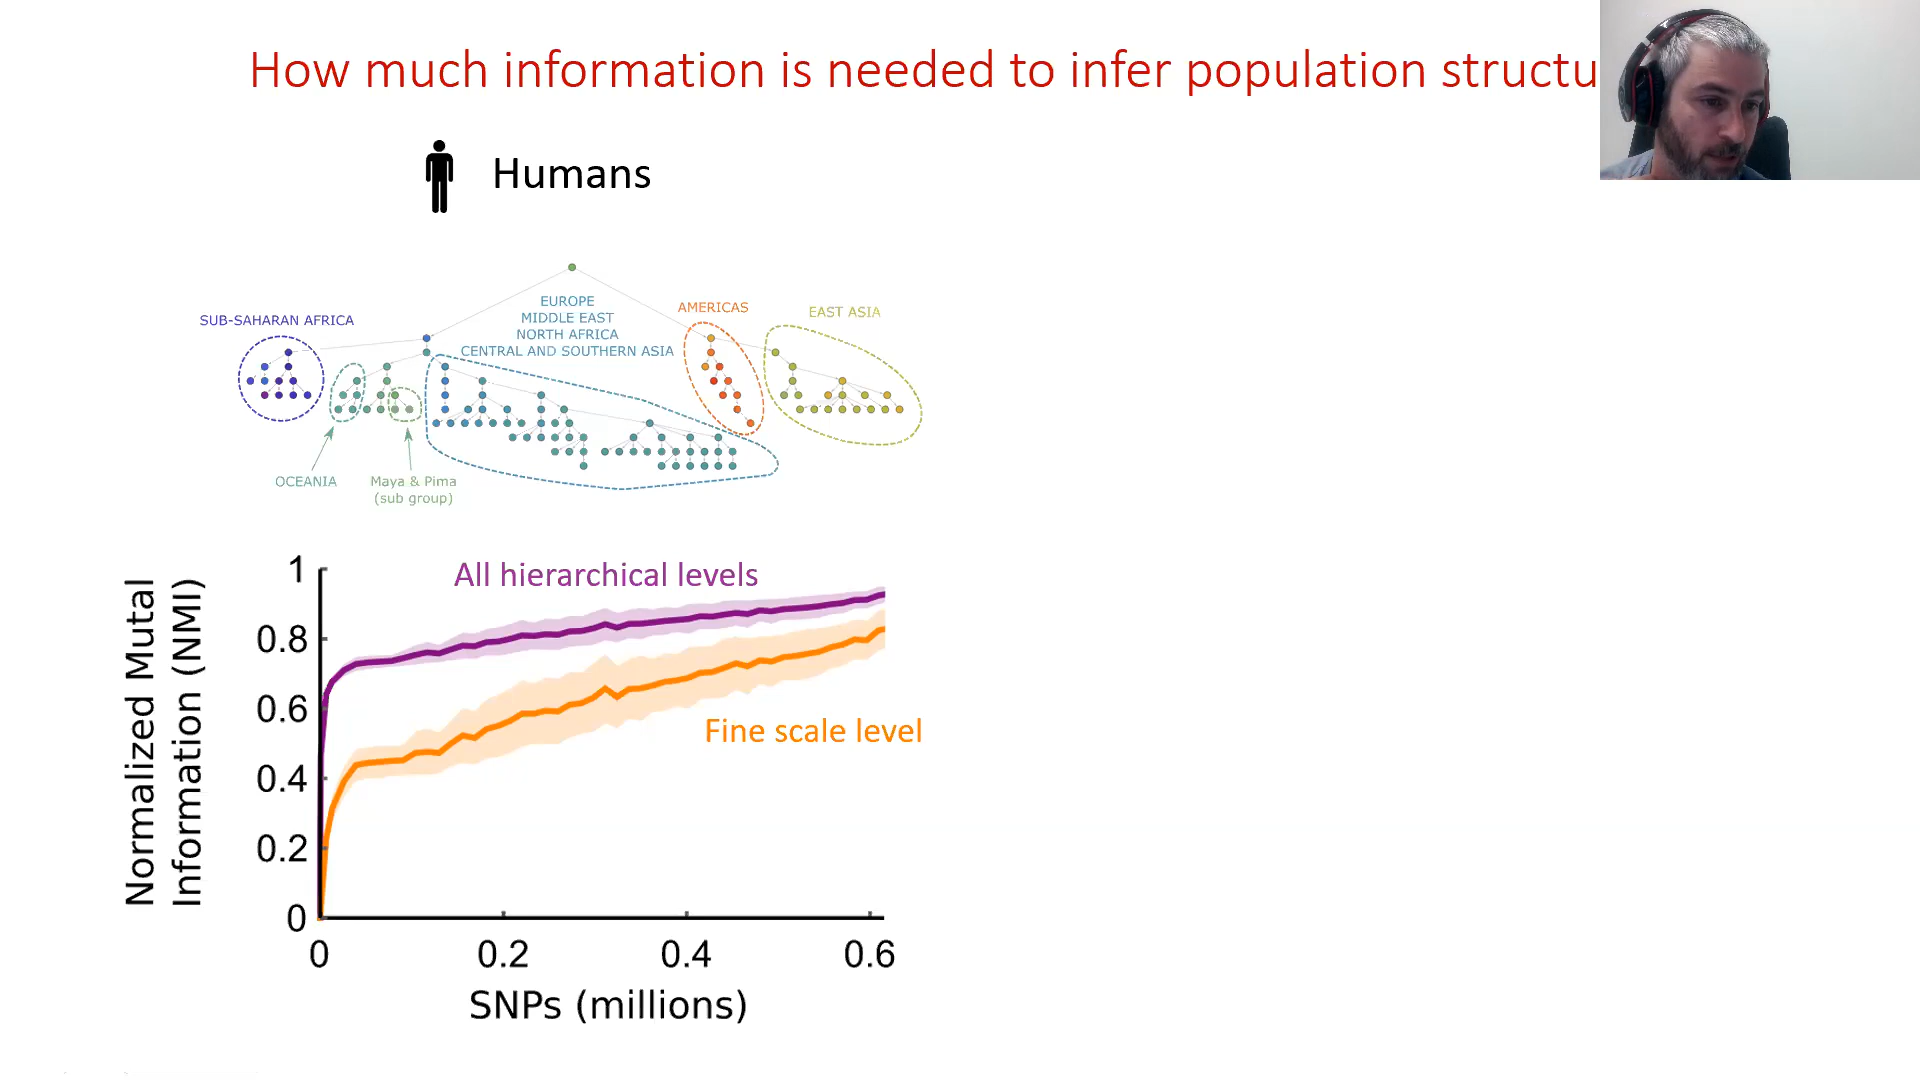 How much information is needed to infer population structu
Humans
SUB-SAHARAN AFRICA
EUROPE
MIDDLE EAST
NORTH AFRICA
CENTRAL AND SOUTHERN ASIA
AMERICAS
EAST ASIA
OCEANIA
Maya & Pima
(sub group)
Normalized Mutal
Information (NMI)
1
0.8
0.6
0.4
0.2
0
All hierarchical levels
Fine scale level
0
0.2
0.4
0.6
SNPs (millions)